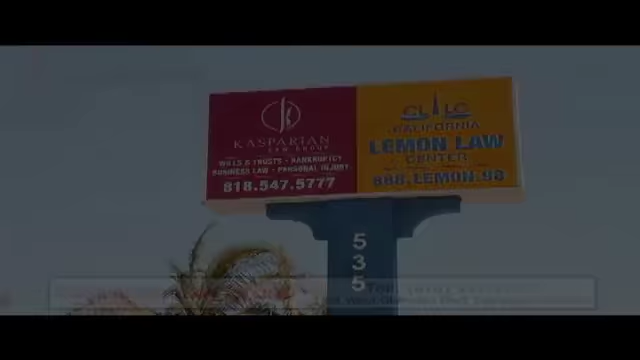 KASPARIAN
LAW GROUP
WILLS & TRUSTS - BANKRUPTCY
BUSINESS LAW - PERSONAL INJURY
818.547.5777
CLLC
CALIFORNIA
LEMON LAW
CENTER
888.LEMON.98
535